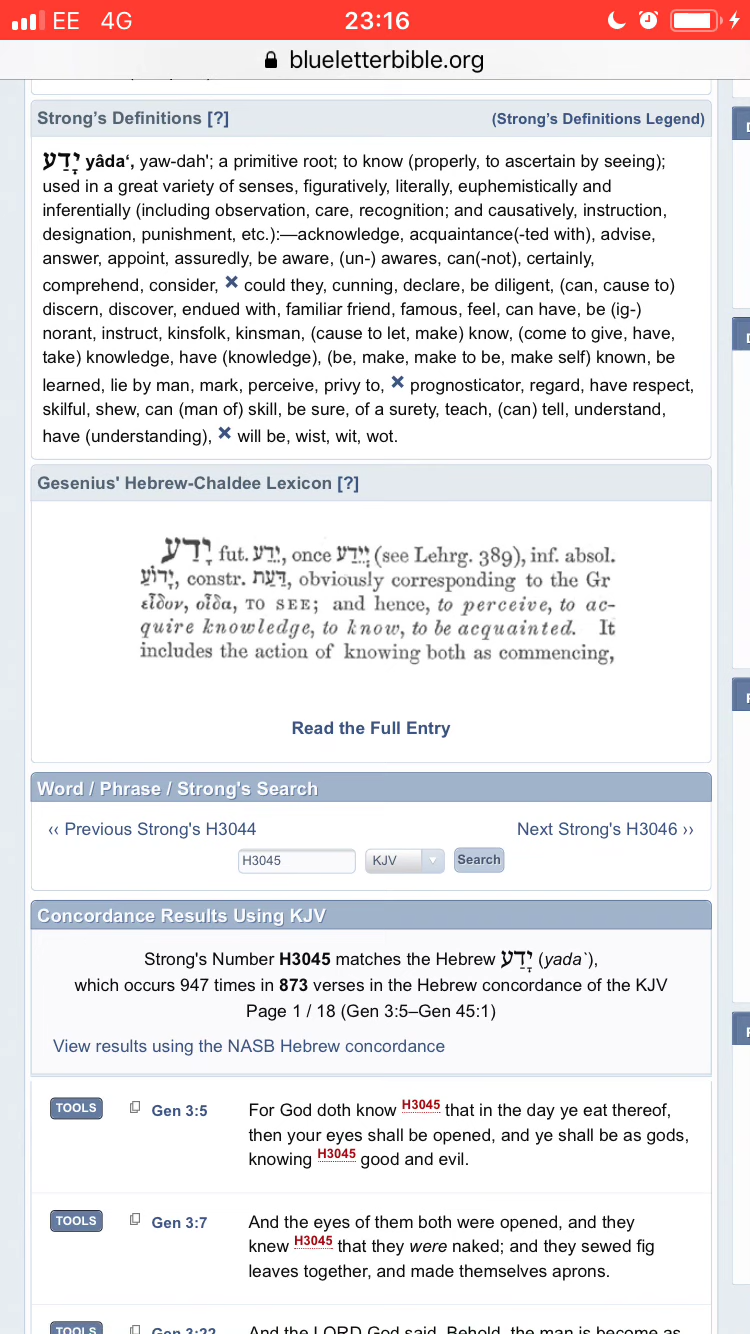 EE 4G 23:16
blueletterbible.org
Strong's Definitions [?] (Strong's Definitions Legend)
יָדַע yâdaʻ, yaw-dah'; a primitive root; to know (properly, to ascertain by seeing);
used in a great variety of senses, figuratively, literally, euphemistically and
inferentially (including observation, care, recognition; and causatively, instruction,
designation, punishment, etc.):—acknowledge, acquaintance(-ted with), advise,
answer, appoint, assuredly, be aware, (un-) awares, can(-not), certainly,
comprehend, consider, × could they, cunning, declare, be diligent, (can, cause to)
discern, discover, endued with, familiar friend, famous, feel, can have, be (ig-)
norant, instruct, kinsfolk, kinsman, (cause to let, make) know, (come to give, have,
take) knowledge, have (knowledge), (be, make, make to be, make self) known, be
learned, lie by man, mark, perceive, privy to, × prognosticator, regard, have respect,
skilful, shew, can (man of) skill, be sure, of a surety, teach, (can) tell, understand,
have (understanding), × will be, wist, wit, wot.
Gesenius' Hebrew-Chaldee Lexicon [?]
יָדַע fut. יֵדַע, once יֵיְדַע (see Lehrg. 389), inf. absol.
יָדוֹעַ, constr. דַּעַת, obviously corresponding to the Gr
εἶδον, οἶδα, TO SEE; and hence, to perceive, to ac-
quire knowledge, to know, to be acquainted. It
includes the action of knowing both as commencing,
Read the Full Entry
Word / Phrase / Strong's Search
‹‹ Previous Strong's H3044 Next Strong's H3046 ››
H3045 KJV Search
Concordance Results Using KJV
Strong's Number H3045 matches the Hebrew יָדַע (yada`),
which occurs 947 times in 873 verses in the Hebrew concordance of the KJV
Page 1 / 18 (Gen 3:5–Gen 45:1)
View results using the NASB Hebrew concordance
TOOLS Gen 3:5 For God doth know H3045 that in the day ye eat thereof,
then your eyes shall be opened, and ye shall be as gods,
knowing H3045 good and evil.
TOOLS Gen 3:7 And the eyes of them both were opened, and they
knew H3045 that they were naked; and they sewed fig
leaves together, and made themselves aprons.
TOOLS Gen 3:22 And the LORD God said, Behold, the man is become as